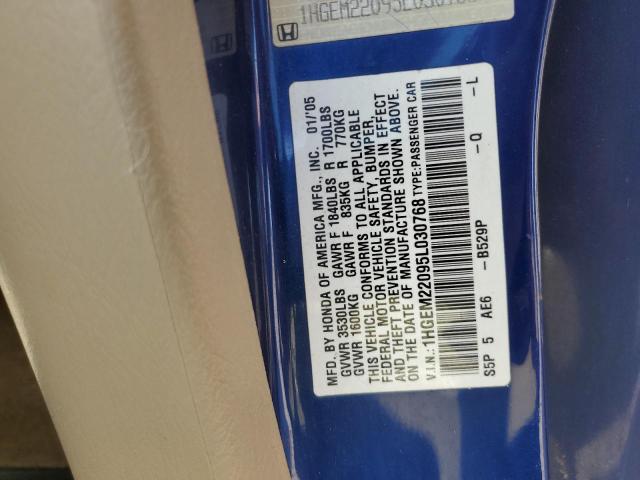 1HGEM22095L030768
MFD. BY HONDA OF AMERICA MFG., INC. 01/'05
GVWR 3530LBS GAWR F 1840LBS R 1700LBS
GVWR 1600KG GAWR F 835KG R 770KG
THIS VEHICLE CONFORMS TO ALL APPLICABLE
FEDERAL MOTOR VEHICLE SAFETY, BUMPER,
AND THEFT PREVENTION STANDARDS IN EFFECT
ON THE DATE OF MANUFACTURE SHOWN ABOVE.
V.I.N.:1HGEM22095L030768 TYPE:PASSENGER CAR
S5P 5 AE6 -B529P -Q -L